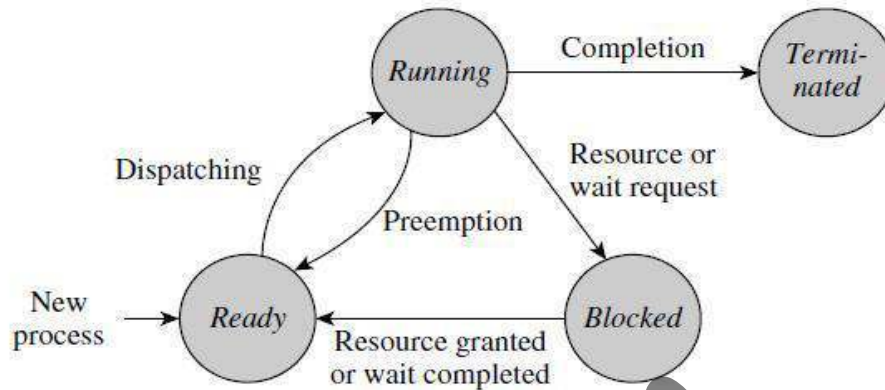 Running
Completion
Termi-
nated
Dispatching
Resource or
wait request
Preemption
New
process
Ready
Blocked
Resource granted
or wait completed